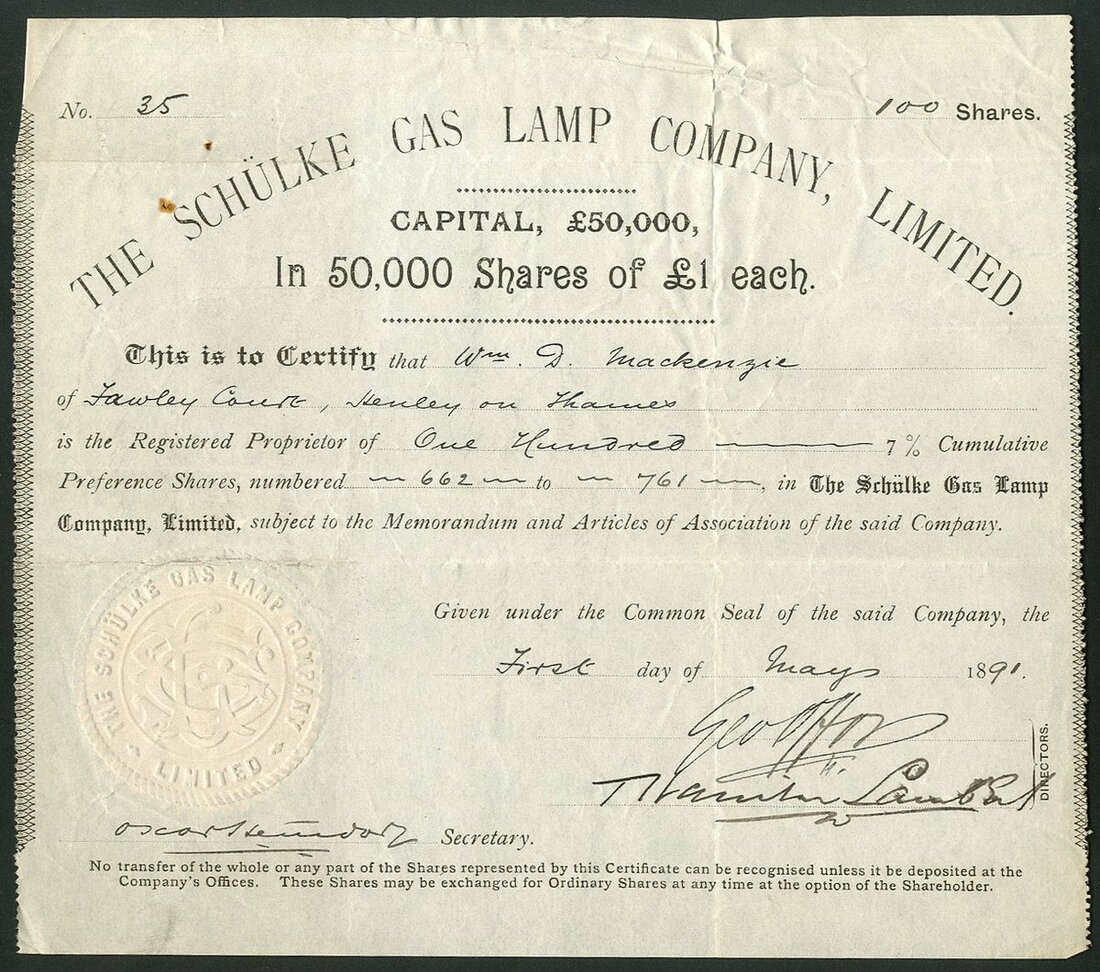 No. 35
100 Shares.
THE SCHÜLKE GAS LAMP COMPANY, LIMITED.
CAPITAL, £50,000,
In 50,000 Shares of £1 each.
This is to Certify that Wm. D. Mackenzie
of Fawley Court, Henley on Thames
is the Registered Proprietor of One Hundred 7% Cumulative
Preference Shares, numbered 662 to 761, in The Schülke Gas Lamp
Company, Limited, subject to the Memorandum and Articles of Association of the said Company.
THE SCHÜLKE GAS LAMP COMPANY
LIMITED
Given under the Common Seal of the said Company, the
First day of May 1891.
DIRECTORS.
Oscar Secretary.
No transfer of the whole or any part of the Shares represented by this Certificate can be recognised unless it be deposited at the
Company's Offices. These Shares may be exchanged for Ordinary Shares at any time at the option of the Shareholder.